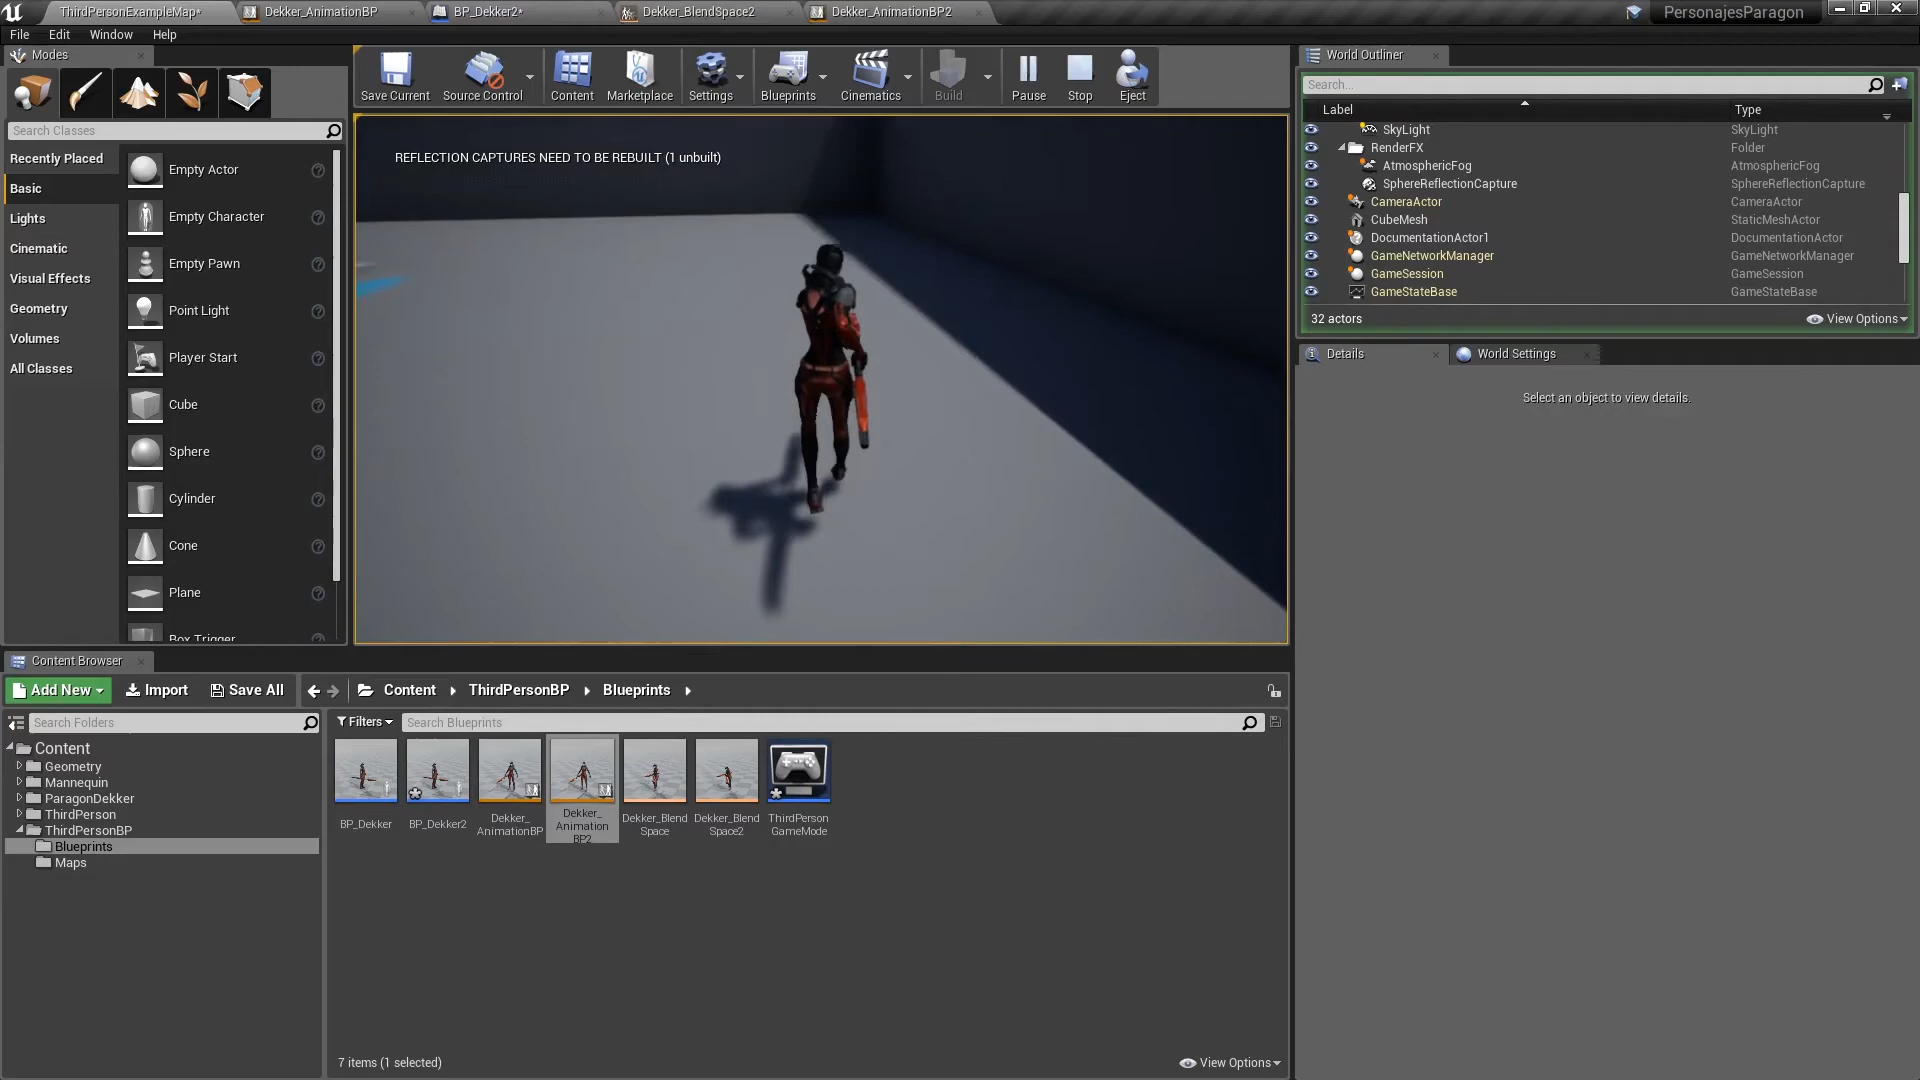 ThirdPersonExampleMap*
Dekker_AnimationBP
BP_Dekker2*
Dekker_BlendSpace2
Dekker_AnimationBP2
PersonajesParagon
File Edit Window Help
Modes
Search Classes
Recently Placed
Basic
Lights
Cinematic
Visual Effects
Geometry
Volumes
All Classes
Empty Actor
Empty Character
Empty Pawn
Point Light
Player Start
Cube
Sphere
Cylinder
Cone
Plane
Box Trigger
Save Current
Source Control
Content
Marketplace
Settings
Blueprints
Cinematics
Build
Pause
Stop
Eject
REFLECTION CAPTURES NEED TO BE REBUILT (1 unbuilt)
World Outliner
Search...
Label Type
SkyLight SkyLight
RenderFX Folder
AtmosphericFog AtmosphericFog
SphereReflectionCapture SphereReflectionCapture
CameraActor CameraActor
CubeMesh StaticMeshActor
DocumentationActor1 DocumentationActor
GameNetworkManager GameNetworkManager
GameSession GameSession
GameStateBase GameStateBase
32 actors View Options
Details
World Settings
Select an object to view details.
Content Browser
Add New Import Save All Content ThirdPersonBP Blueprints
Search Folders
Content
Geometry
Mannequin
ParagonDekker
ThirdPerson
ThirdPersonBP
Blueprints
Maps
Filters Search Blueprints
BP_Dekker
BP_Dekker2
Dekker_
AnimationBP
Dekker_
Animation
BP2
Dekker_Blend
Space
Dekker_Blend
Space2
ThirdPerson
GameMode
7 items (1 selected) View Options